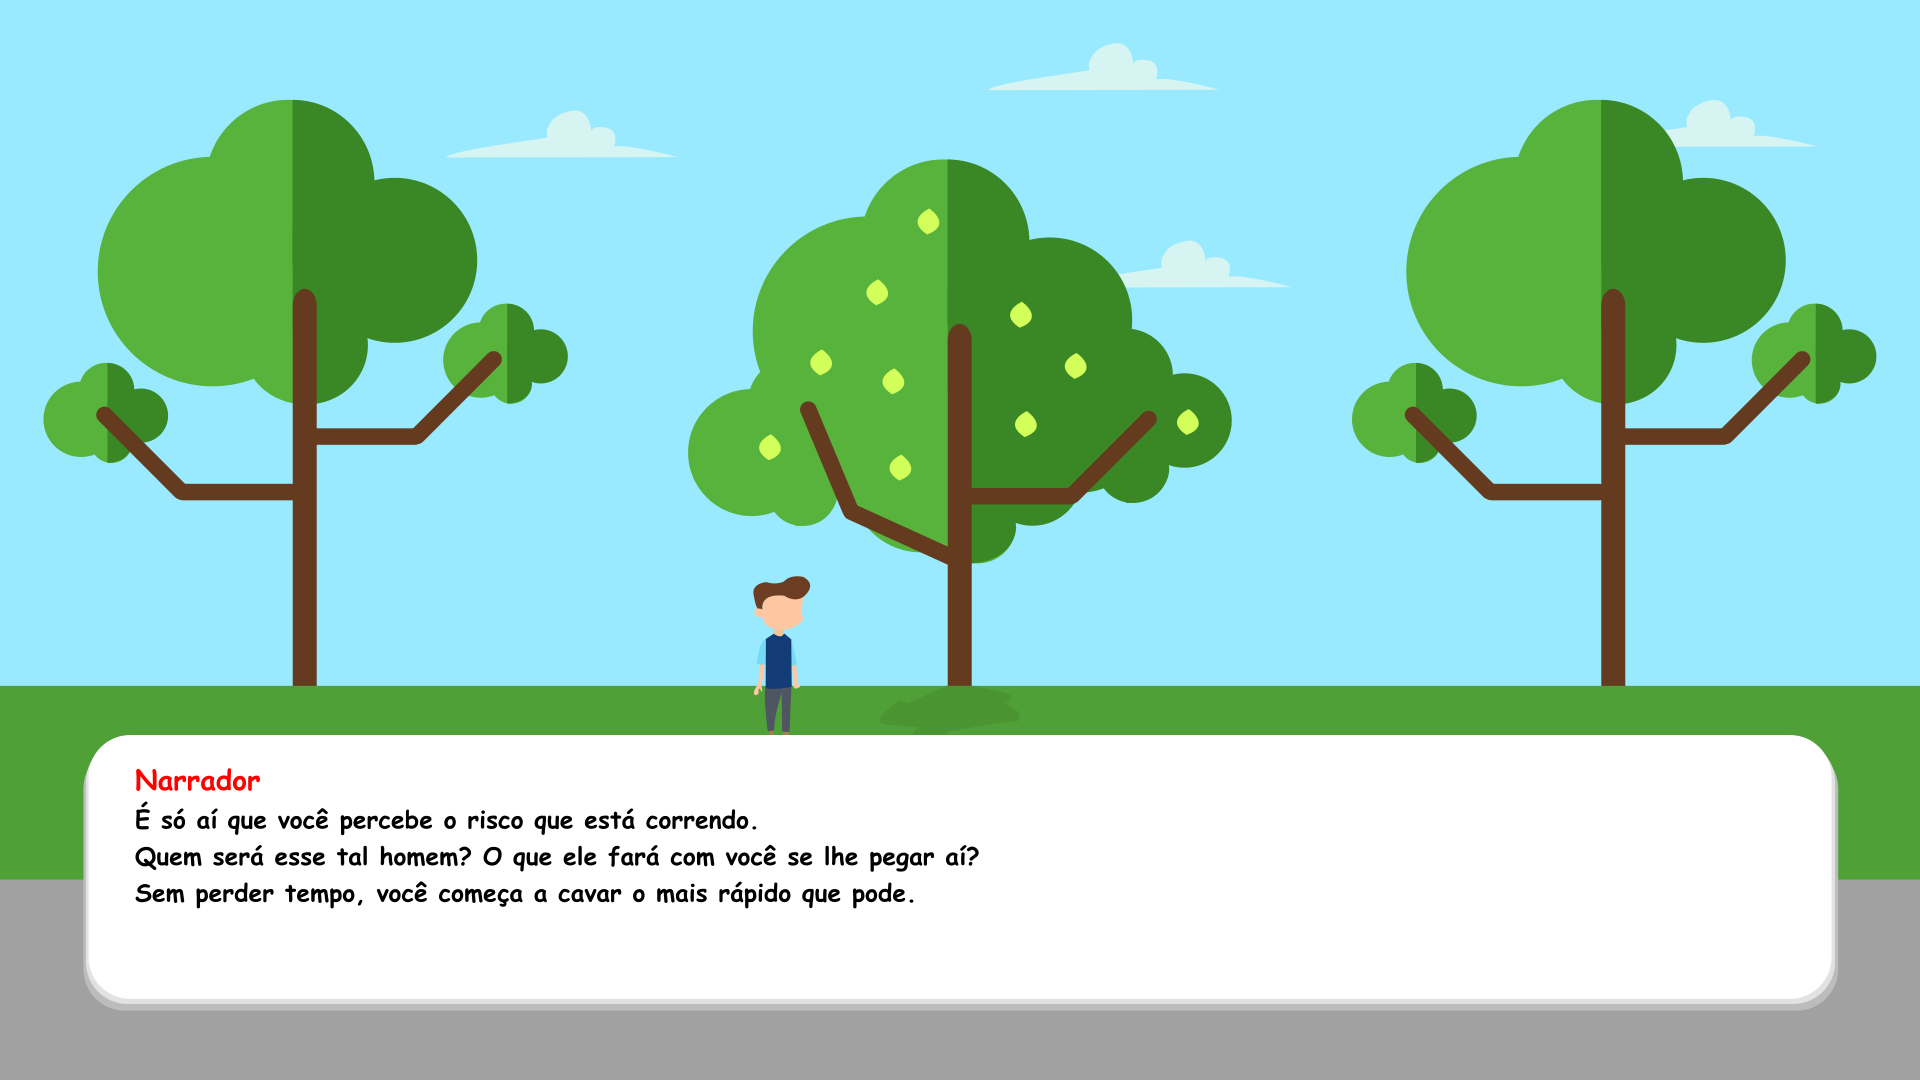 Narrador
É só aí que você percebe o risco que está correndo.
Quem será esse tal homem? O que ele fará com você se lhe pegar aí?
Sem perder tempo, você começa a cavar o mais rápido que pode.